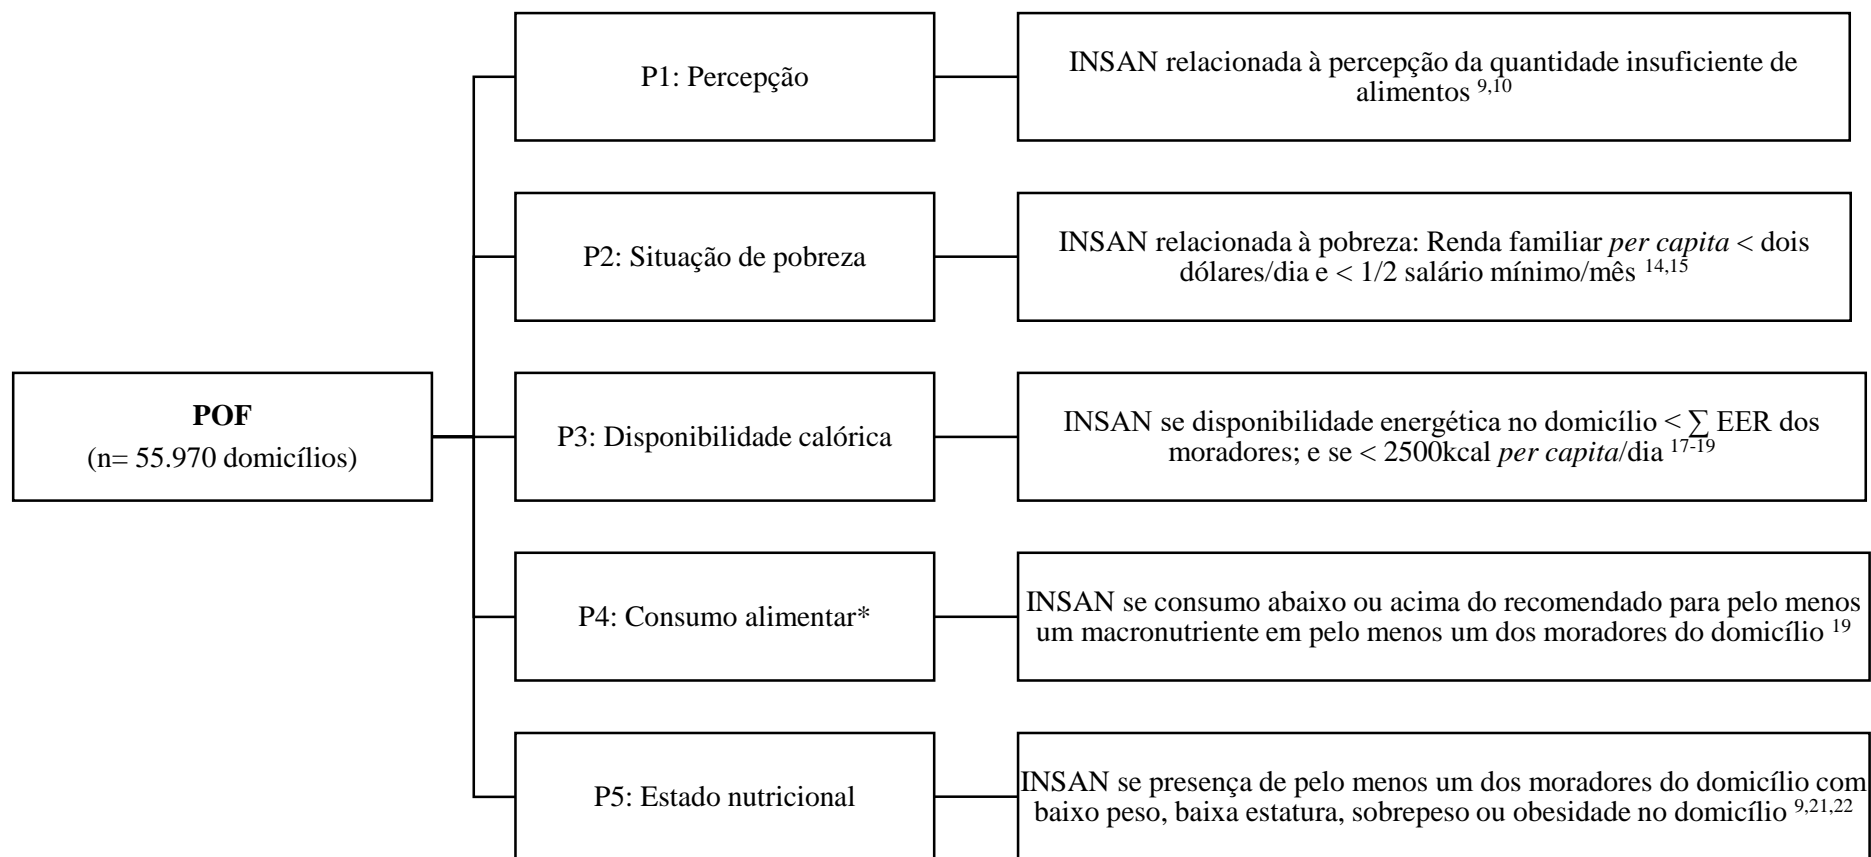 POF
(n= 55.970 domicílios)
P1: Percepção
INSAN relacionada à percepção da quantidade insuficiente de
alimentos 9,10
P2: Situação de pobreza
INSAN relacionada à pobreza: Renda familiar per capita < dois
dólares/dia e < 1/2 salário mínimo/mês 14,15
P3: Disponibilidade calórica
INSAN se disponibilidade energética no domicílio < ∑ EER dos
moradores; e se < 2500kcal per capita/dia 17-19
P4: Consumo alimentar*
INSAN se consumo abaixo ou acima do recomendado para pelo menos
um macronutriente em pelo menos um dos moradores do domicílio 19
P5: Estado nutricional
INSAN se presença de pelo menos um dos moradores do domicílio com
baixo peso, baixa estatura, sobrepeso ou obesidade no domicílio 9,21,22